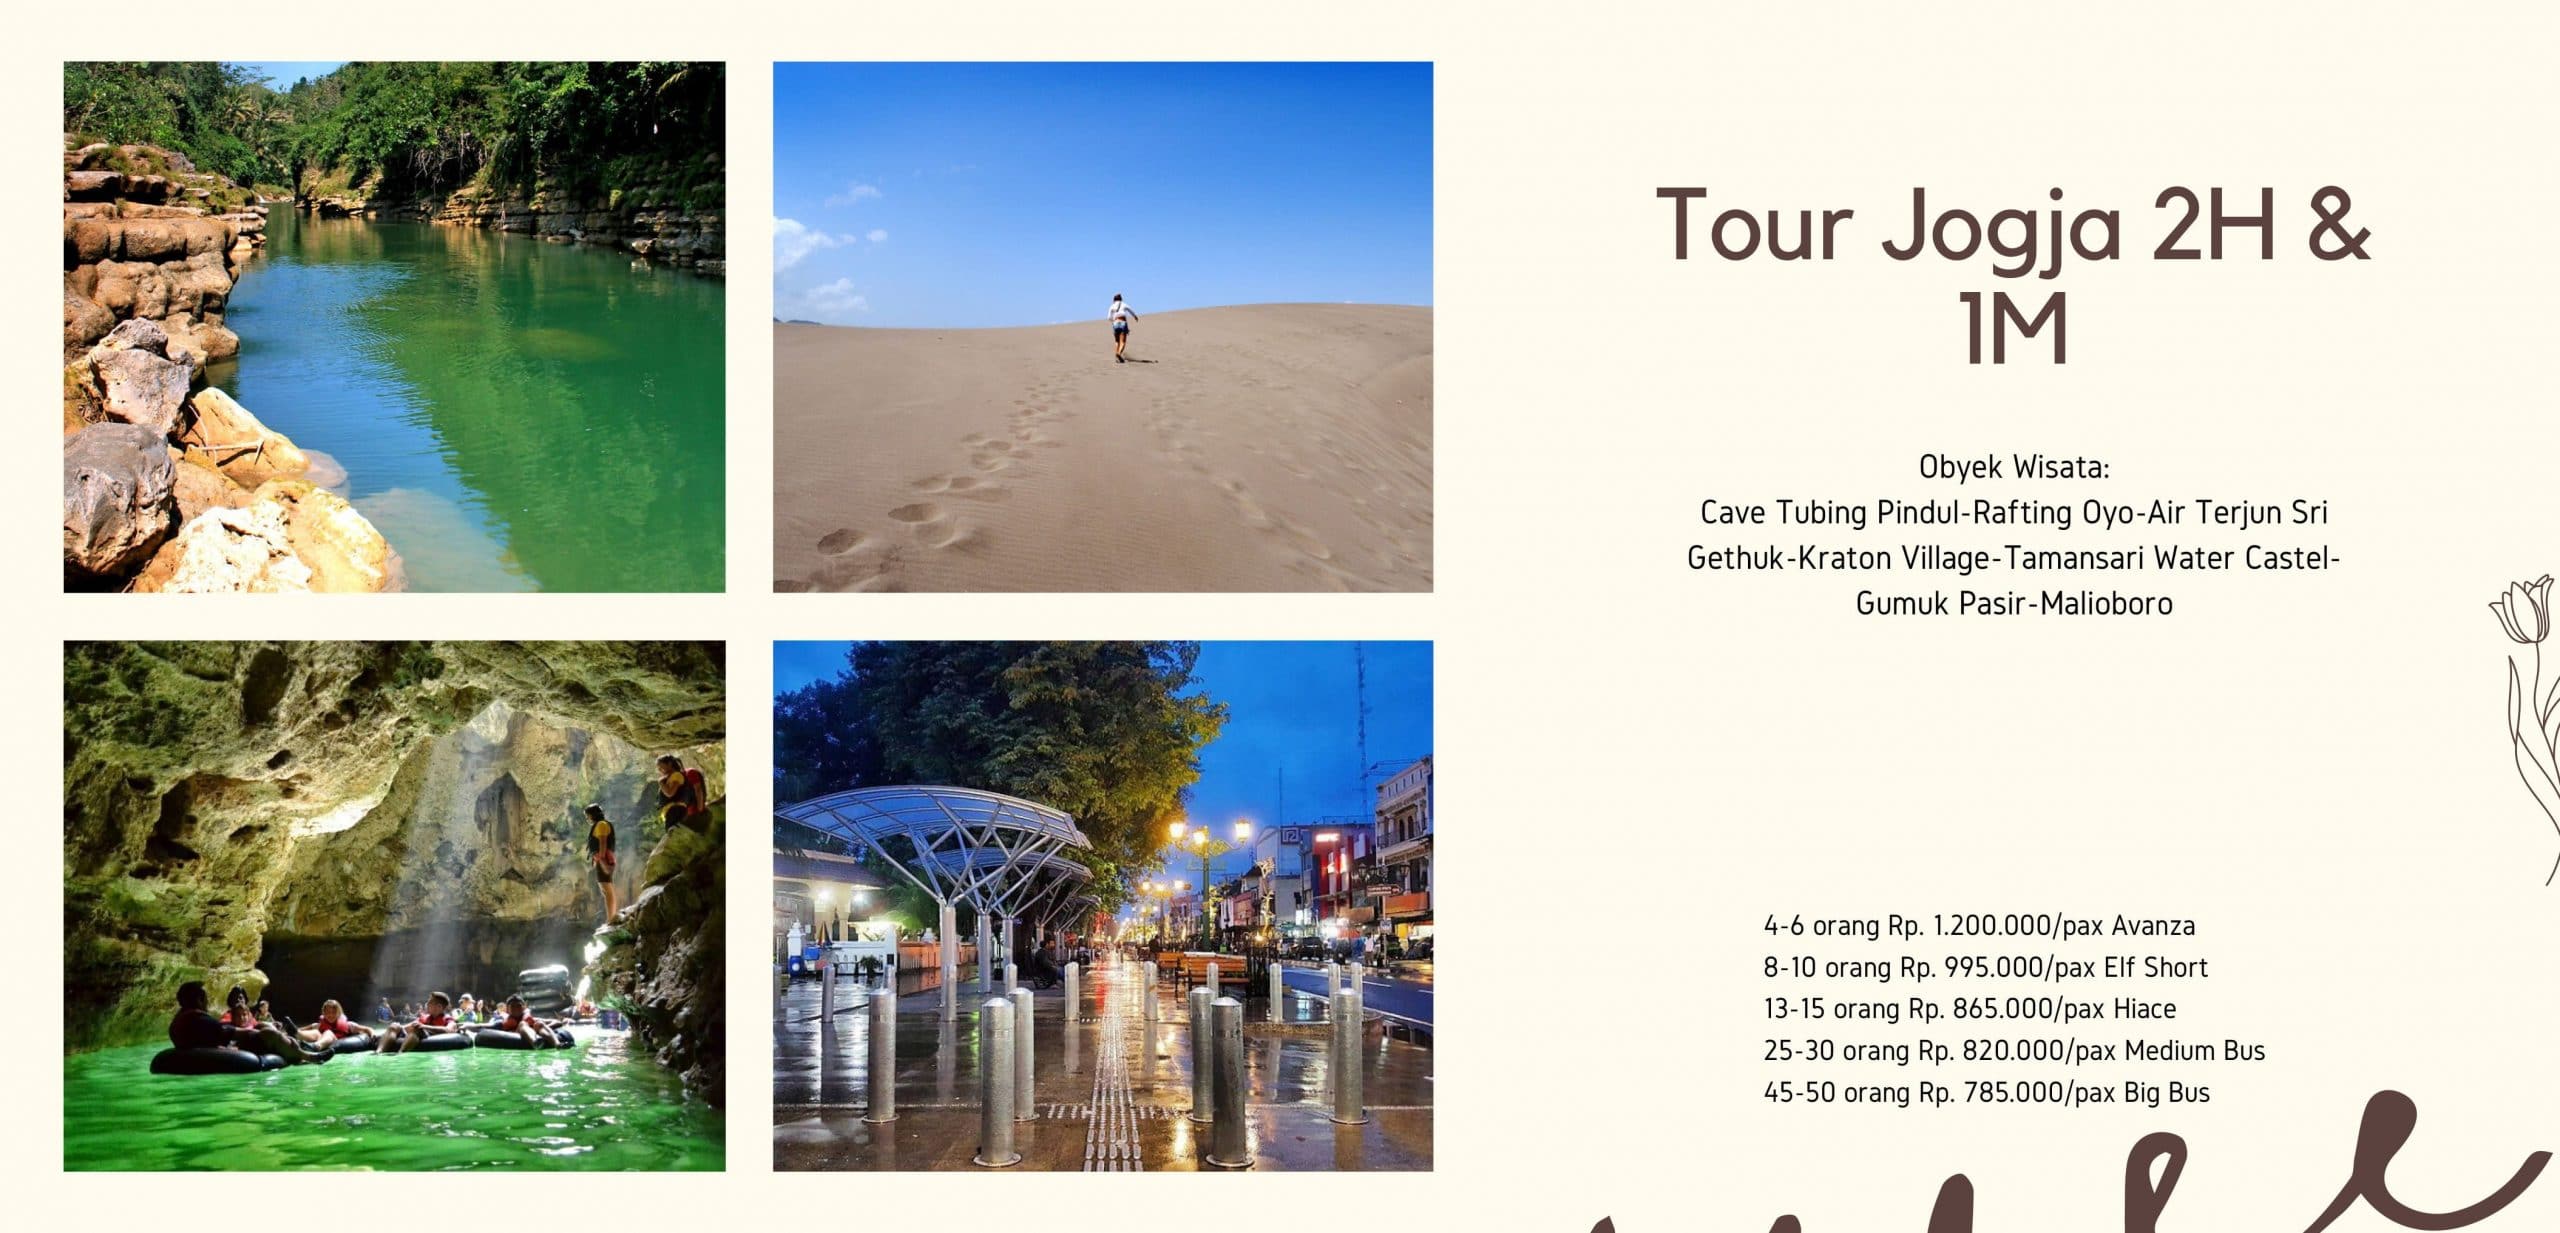 Tour Jogja 2H &
1M
Obyek Wisata:
Cave Tubing Pindul-Rafting Oyo-Air Terjun Sri
Gethuk-Kraton Village-Tamansari Water Castel-
Gumuk Pasir-Malioboro
4-6 orang Rp. 1.200.000/pax Avanza
8-10 orang Rp. 995.000/pax Elf Short
13-15 orang Rp. 865.000/pax Hiace
25-30 orang Rp. 820.000/pax Medium Bus
45-50 orang Rp. 785.000/pax Big Bus